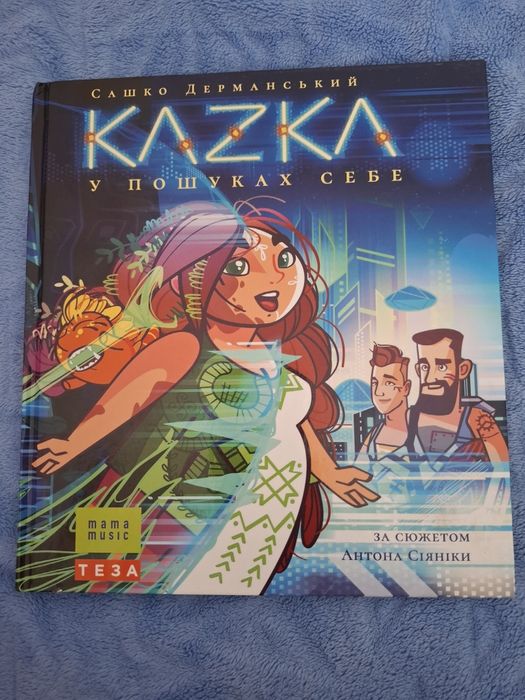 Сашко Дерманський
KAZKA
У ПОШУКАХ СЕБЕ
mama
music
ТЕЗА
ЗА СЮЖЕТОМ
Антона Сіяніки